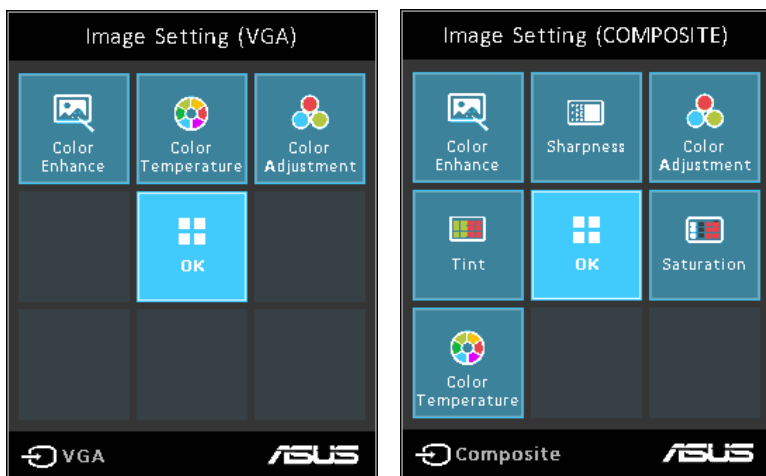 Image Setting (VGA)
Color
Enhance
Color
Temperature
Color
Adjustment
OK
VGA
ASUS
Image Setting (COMPOSITE)
Color
Enhance
Sharpness
Color
Adjustment
Tint
OK
Saturation
Color
Temperature
Composite
ASUS